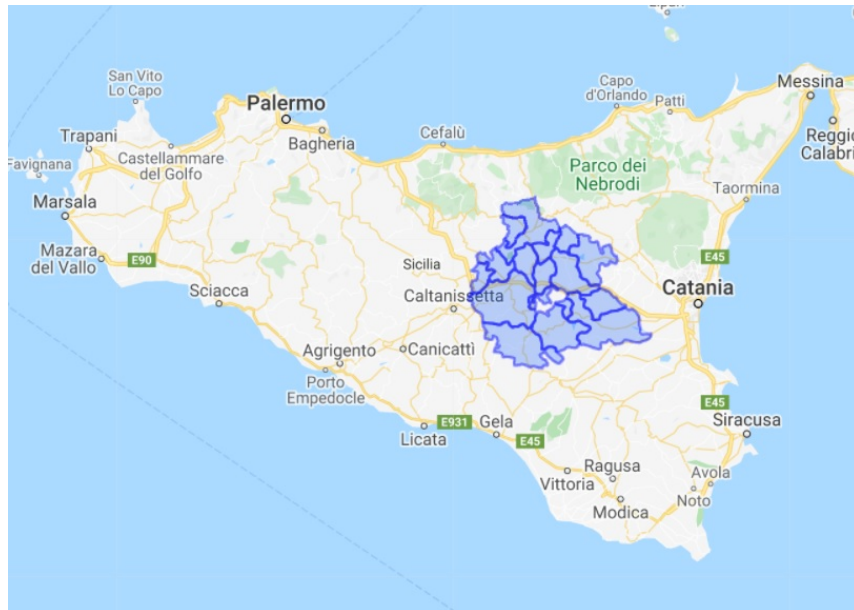 Lipari
San Vito
Lo Capo
Palermo
Bagheria
Cefalù
Capo
d'Orlando
Patti
Messina
Reggio
Calabria
Trapani
Castellammare
del Golfo
Favignana
Parco dei
Nebrodi
Taormina
Marsala
Mazara
del Vallo
E90
Sicilia
E45
Sciacca
Caltanissetta
Catania
Agrigento
Canicattì
Porto
Empedocle
E45
Licata
E931
Gela
E45
Siracusa
Ragusa
Vittoria
Modica
Avola
Noto